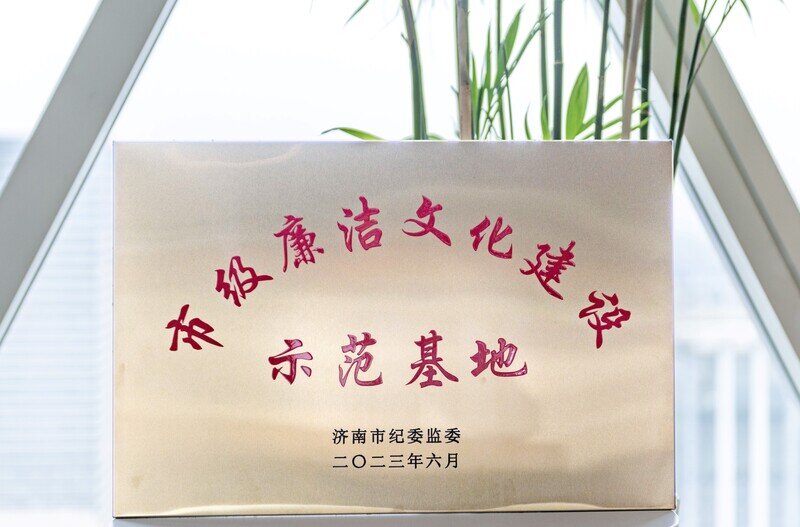 市级廉洁文化建设
示范基地
济南市纪委监委
二〇二三年六月